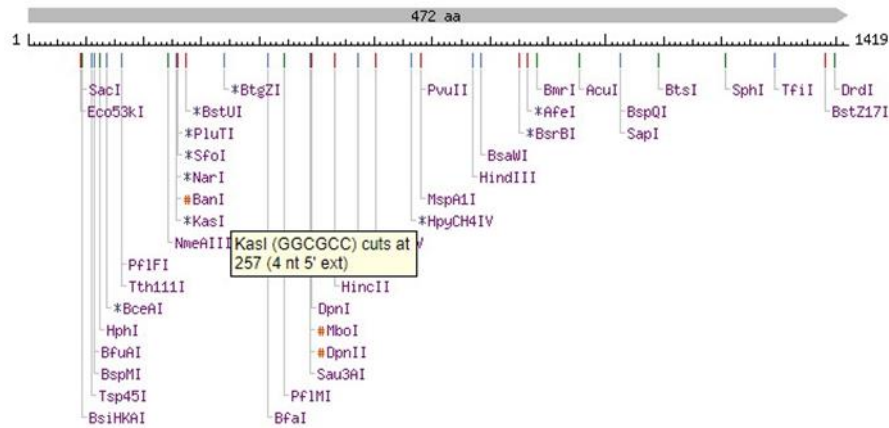 472 aa
1 1419
SacI *BtgZI PvuII BmrI AcuI BtsI SphI TfiI DrdI
Eco53kI *BstUI *AfeI BspQI BstZ17I
*PluTI *BsrBI SapI
*SfoI BsaWI
*NarI HindIII
#BanI MspA1I
*KasI *HpyCH4IV
NmeAIII KasI (GGCGCC) cuts at V
PflFI 257 (4 nt 5' ext)
Tth111I HincII
*BceAI DpnI
HphI #MboI
BfuAI #DpnII
BspMI Sau3AI
Tsp45I PflMI
BsiHKAI BfaI